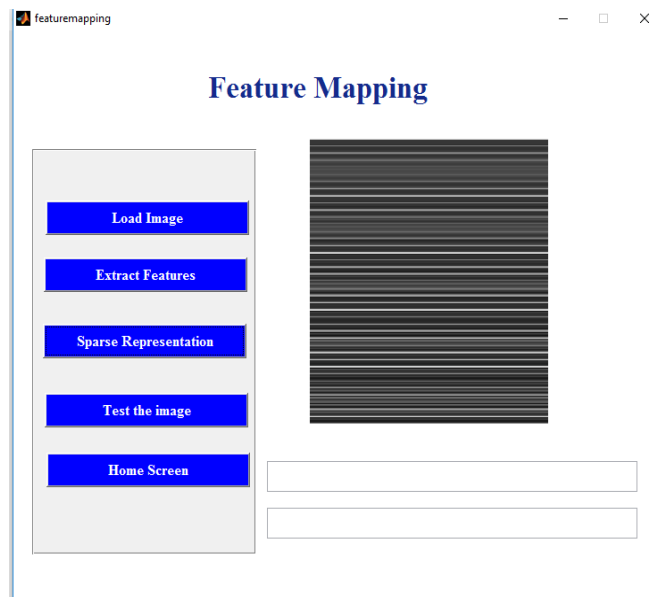 featuremapping
Feature Mapping
Load Image
Extract Features
Sparse Representation
Test the image
Home Screen